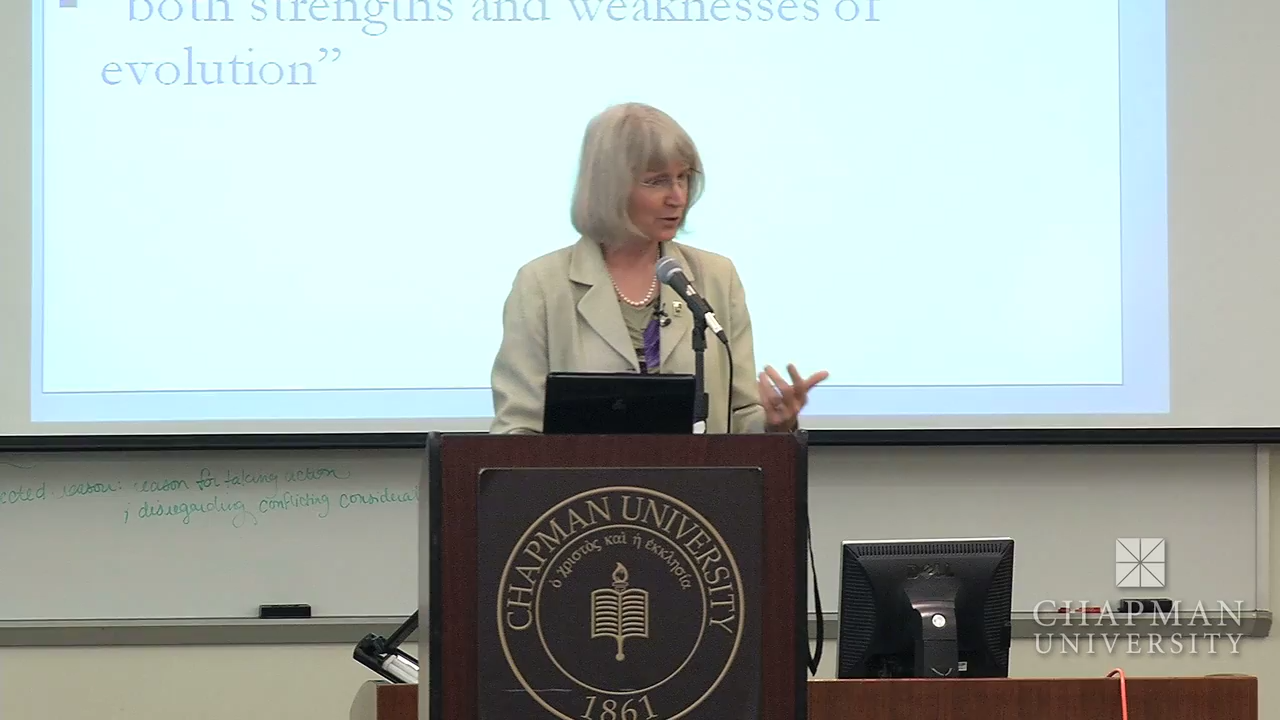 "both strengths and weaknesses of
evolution”
reason: reason for taking action
; disregarding conflicting
CHAPMAN UNIVERSITY
ὁ χριστὸς καὶ ἡ ἐκκλησία
1861
DELL
CHAPMAN
UNIVERSITY